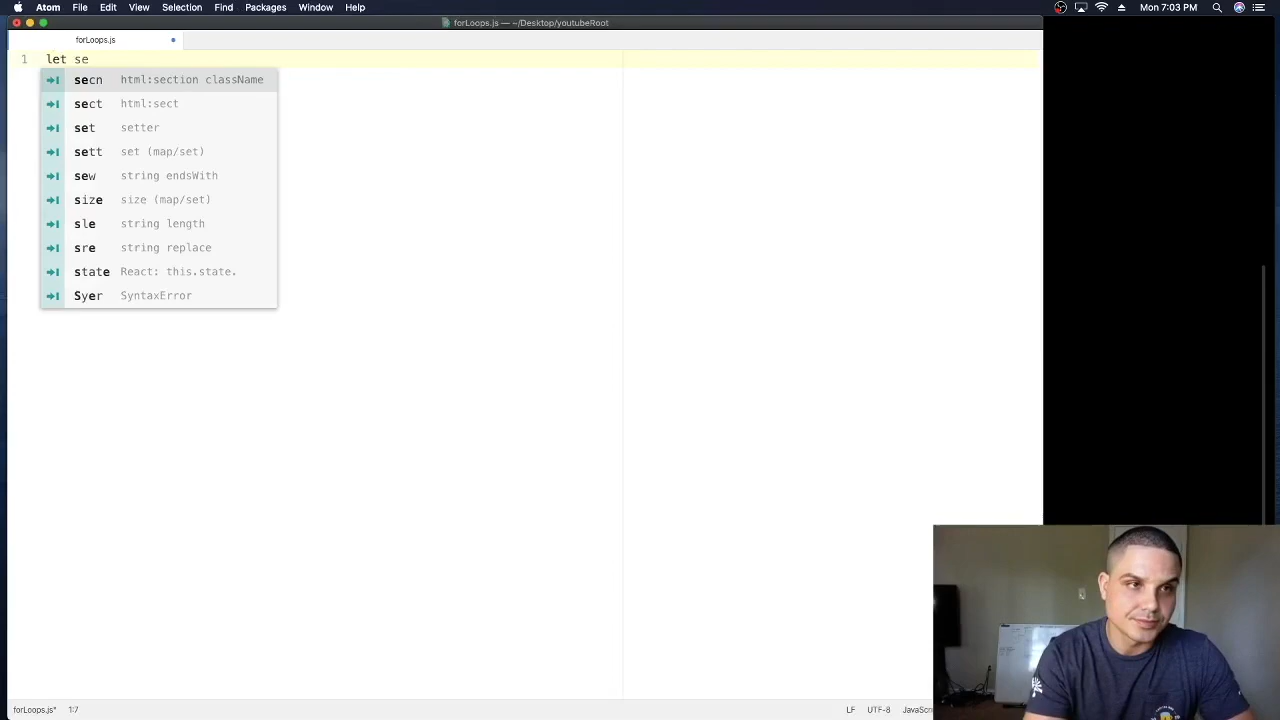 Atom File Edit View Selection Find Packages Window Help Mon 7:03 PM
forLoops.js — ~/Desktop/youtubeRoot
forLoops.js
1 let se
secn html:section className
sect html:sect
set setter
sett set (map/set)
sew string endsWith
size size (map/set)
sle string length
sre string replace
state React: this.state.
Syer SyntaxError
forLoops.js* 1:7 LF UTF-8